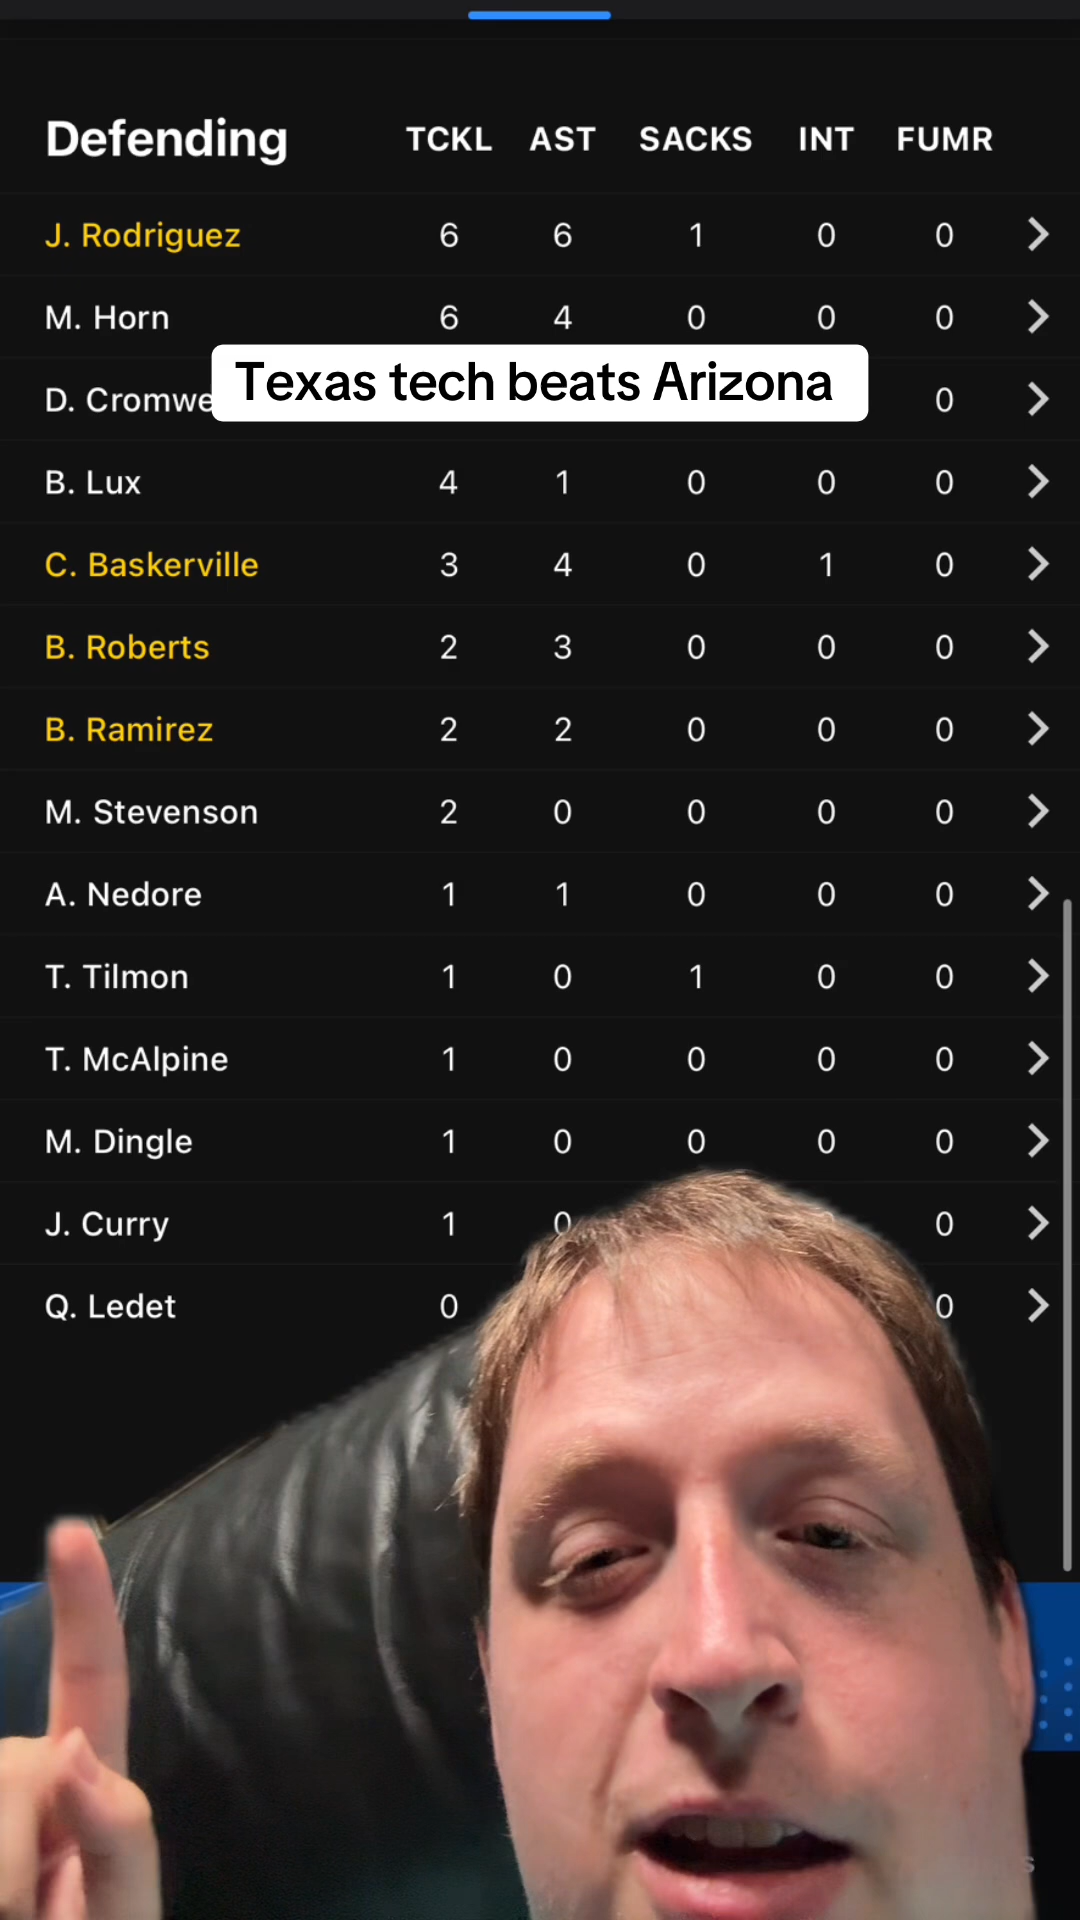 Defending TCKL AST SACKS INT FUMR
J. Rodriguez 6 6 1 0 0
M. Horn 6 4 0 0 0
Texas tech beats Arizona
D. Cromwe 0
B. Lux 4 1 0 0 0
C. Baskerville 3 4 0 1 0
B. Roberts 2 3 0 0 0
B. Ramirez 2 2 0 0 0
M. Stevenson 2 0 0 0 0
A. Nedore 1 1 0 0 0
T. Tilmon 1 0 1 0 0
T. McAlpine 1 0 0 0 0
M. Dingle 1 0 0 0 0
J. Curry 1 0 0
Q. Ledet 0 0